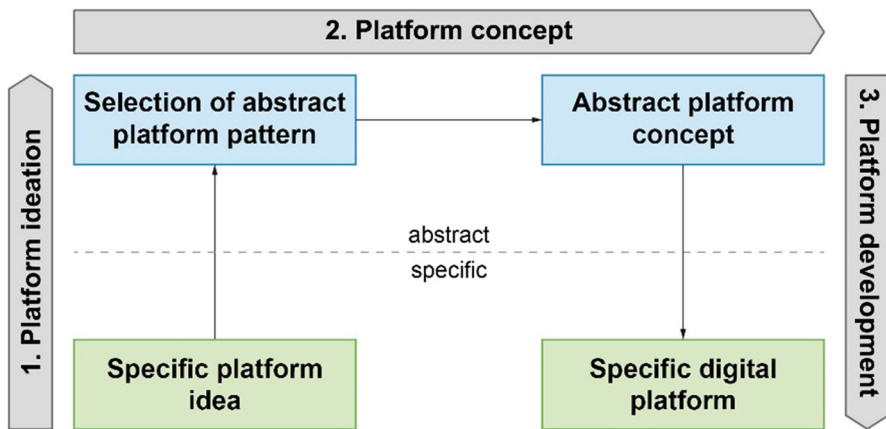 2. Platform concept
1. Platform ideation
Selection of abstract
platform pattern
Abstract platform
concept
3. Platform development
abstract
specific
Specific platform
idea
Specific digital
platform